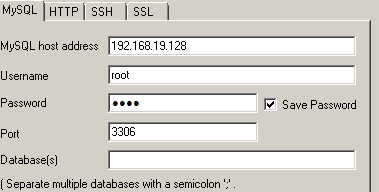 MySQL HTTP SSH SSL
MySQL host address 192.168.19.128
Username root
Password ●●●● Save Password
Port 3306
Database(s)
( Separate multiple databases with a semicolon ';' .